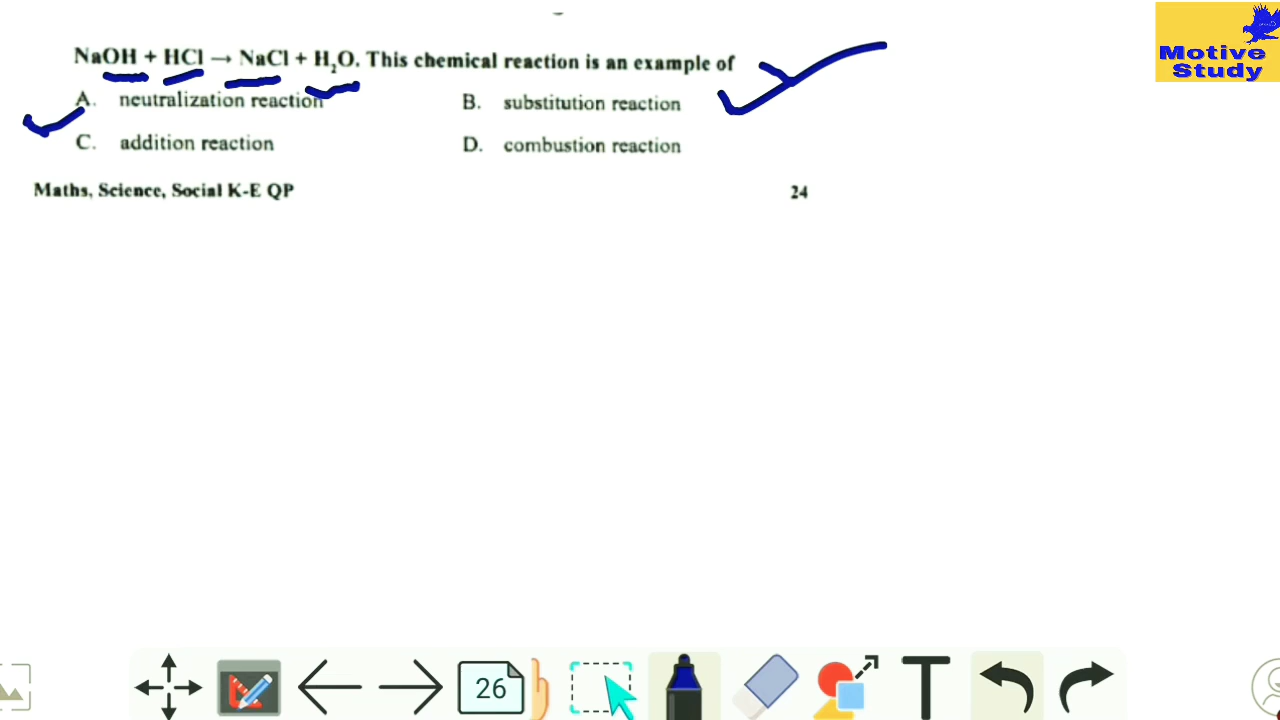 NaOH + HCl → NaCl + H₂O. This chemical reaction is an example of
A. neutralization reaction B. substitution reaction
C. addition reaction D. combustion reaction
Maths, Science, Social K-E QP 24
Motive
Study
26
T